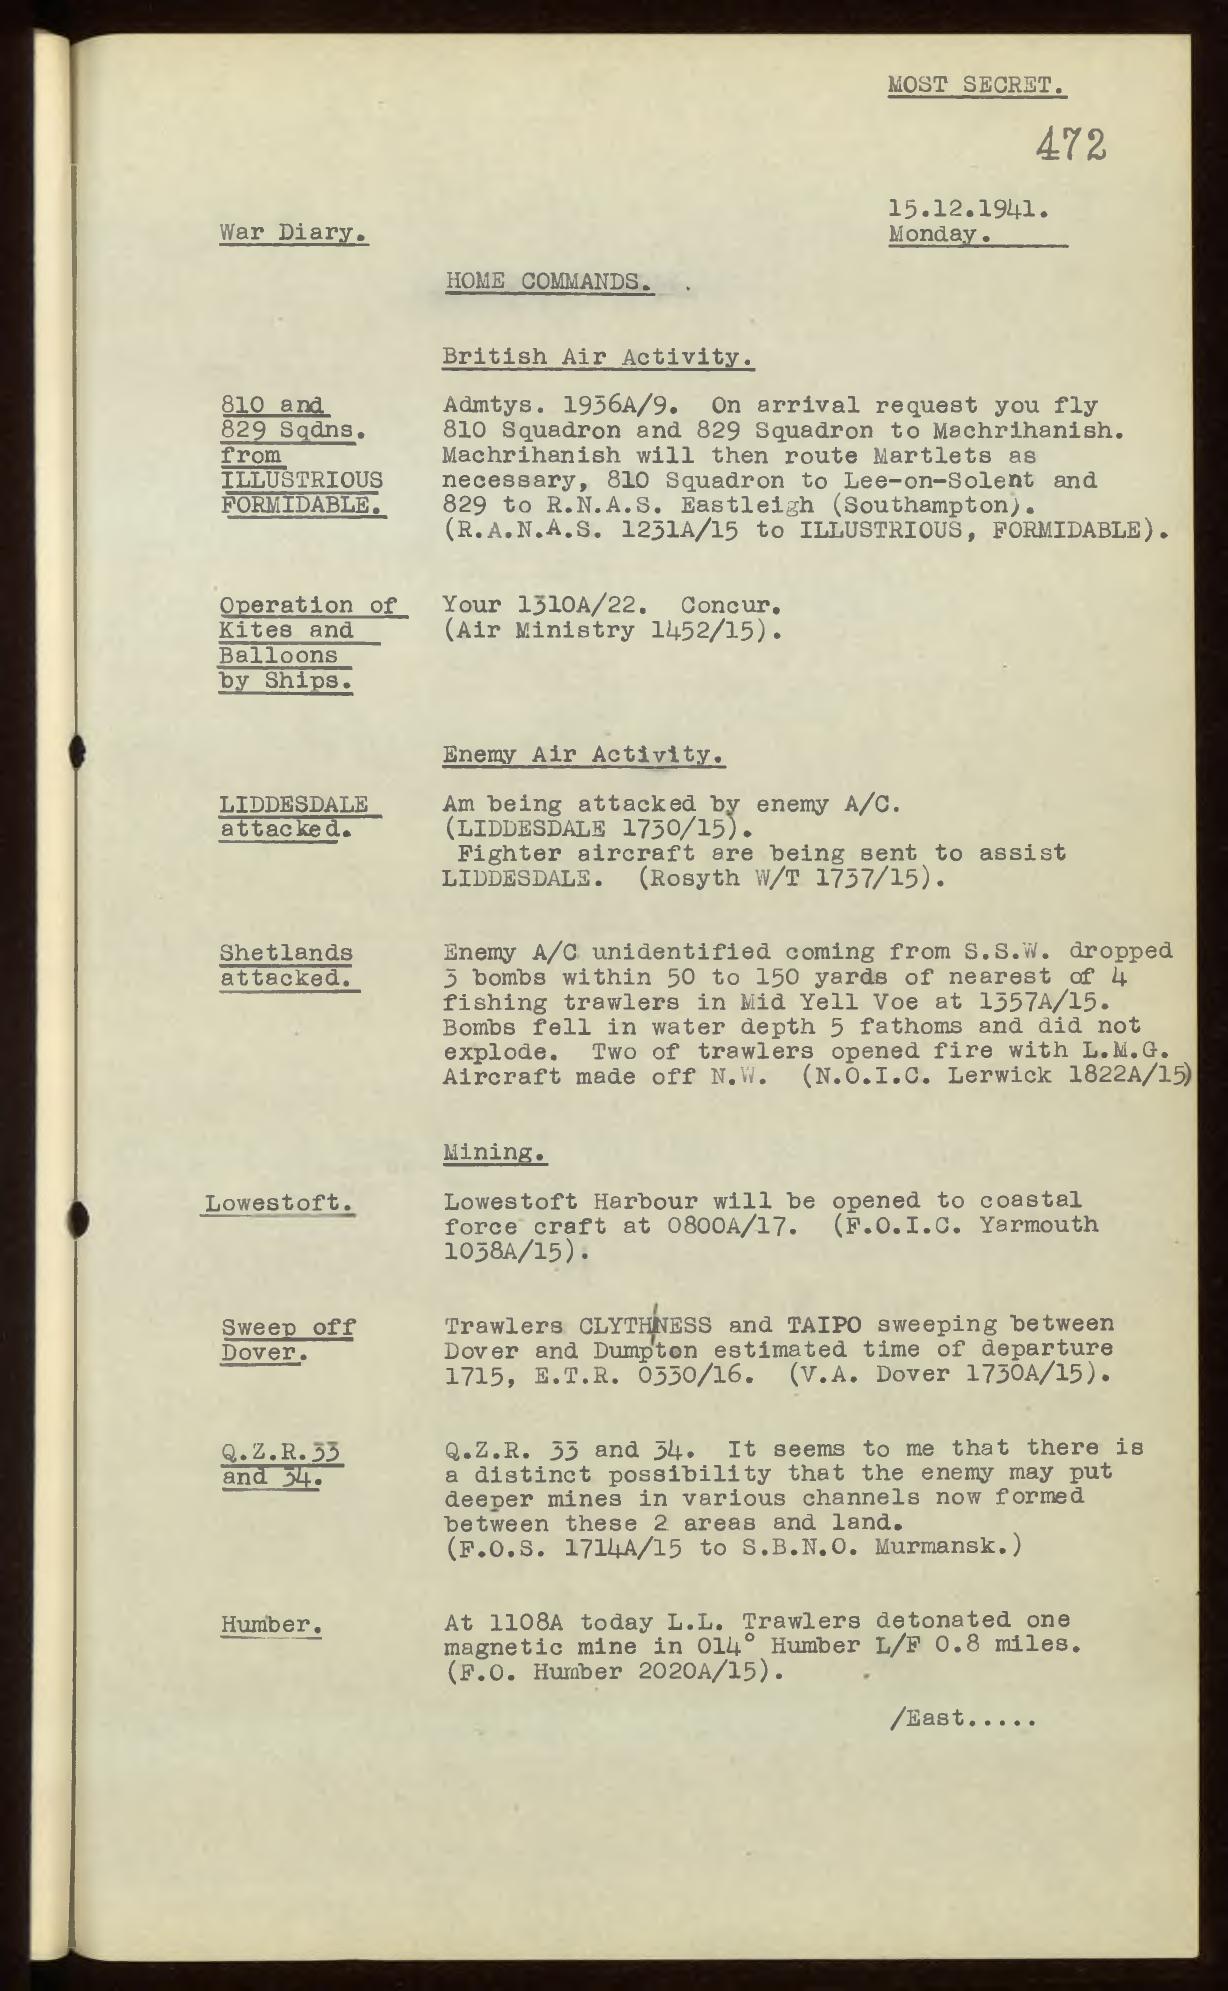 MOST SECRET.
472
15.12.1941.
War Diary.
Monday.
HOME COMMANDS.
British Air Activity.
810 and
829 Sqdns.
from
ILLUSTRIOUS
FORMIDABLE.
Admtys. 1936A/9. On arrival request you fly
810 Squadron and 829 Squadron to Machrihanish.
Machrihanish will then route Martlets as
necessary, 810 Squadron to Lee-on-Solent and
829 to R.N.A.S. Eastleigh (Southampton).
(R.A.N.A.S. 1231A/15 to ILLUSTRIOUS, FORMIDABLE).
Operation of
Kites and
Balloons
by Ships.
Your 1310A/22. Concur.
(Air Ministry 1452/15).
Enemy Air Activity.
LIDDESDALE
attacked.
Am being attacked by enemy A/C.
(LIDDESDALE 1730/15).
Fighter aircraft are being sent to assist
LIDDESDALE. (Rosyth W/T 1737/15).
Shetlands
attacked.
Enemy A/C unidentified coming from S.S.W. dropped
3 bombs within 50 to 150 yards of nearest of 4
fishing trawlers in Mid Yell Voe at 1357A/15.
Bombs fell in water depth 5 fathoms and did not
explode. Two of trawlers opened fire with L.M.G.
Aircraft made off N.W. (N.O.I.C. Lerwick 1822A/15)
Mining.
Lowestoft.
Lowestoft Harbour will be opened to coastal
force craft at 0800A/17. (F.O.I.C. Yarmouth
1038A/15).
Sweep off
Dover.
Trawlers CLYTHNESS and TAIPO sweeping between
Dover and Dumpton estimated time of departure
1715, E.T.R. 0330/16. (V.A. Dover 1730A/15).
Q.Z.R.33
and 34.
Q.Z.R. 33 and 34. It seems to me that there is
a distinct possibility that the enemy may put
deeper mines in various channels now formed
between these 2 areas and land.
(F.O.S. 1714A/15 to S.B.N.O. Murmansk.)
Humber.
At 1108A today L.L. Trawlers detonated one
magnetic mine in 014° Humber L/F 0.8 miles.
(F.O. Humber 2020A/15).
/East.....